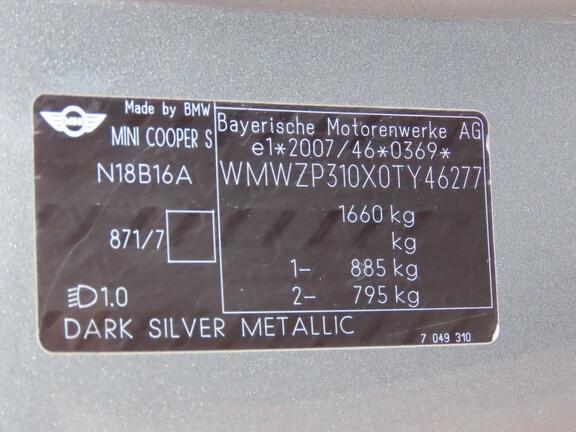 MINI
Made by BMW
MINI COOPER S
N18B16A
871/7
1.0
Bayerische Motorenwerke AG
e1*2007/46*0369*
WMWZP310X0TY46277
1660 kg
kg
1- 885 kg
2- 795 kg
DARK SILVER METALLIC
7 049 310